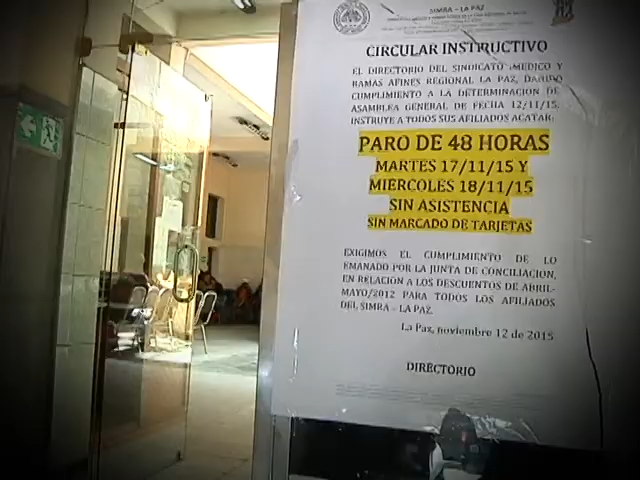 SIMRA - LA PAZ
CIRCULAR INSTRUCTIVO
EL DIRECTORIO DEL SINDICATO MEDICO Y
RAMAS AFINES REGIONAL LA PAZ, DANDO
CUMPLIMIENTO A LA DETERMINACION DE
ASAMBLEA GENERAL DE FECHA 12/11/15,
INSTRUYE A TODOS SUS AFILIADOS ACATAR:
PARO DE 48 HORAS
MARTES 17/11/15 Y
MIERCOLES 18/11/15
SIN ASISTENCIA
SIN MARCADO DE TARJETAS
EXIGIMOS EL CUMPLIMIENTO DE LO
EMANADO POR LA JUNTA DE CONCILIACION,
EN RELACION A LOS DESCUENTOS DE ABRIL-
MAYO/2012 PARA TODOS LOS AFILIADOS
DEL SIMRA - LA PAZ.
La Paz, noviembre 12 de 2015
DIRECTORIO